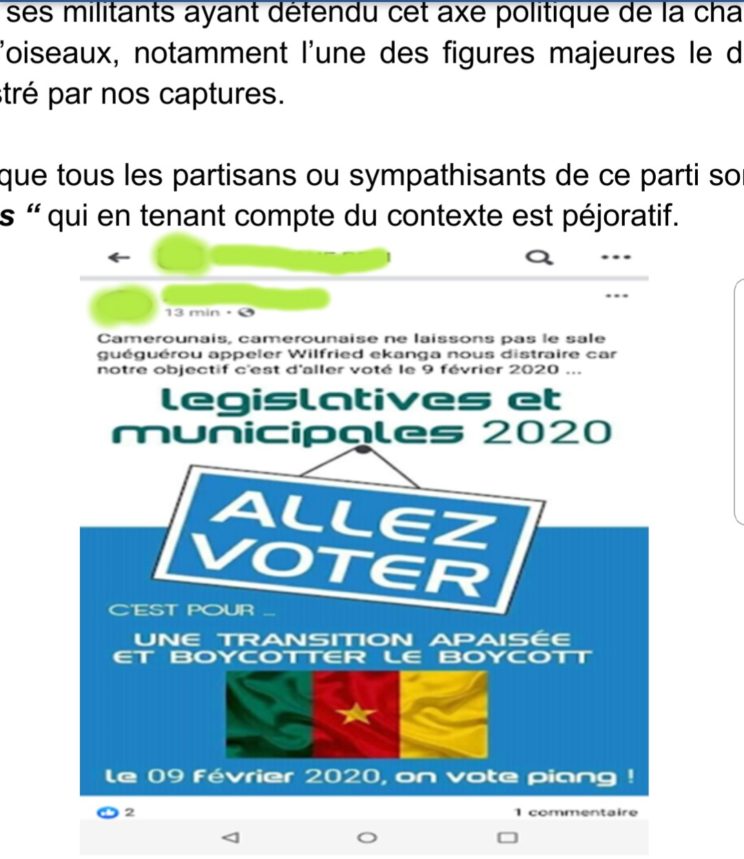 ses militants ayant défendu cet axe politique de la cha
'oiseaux, notamment l'une des figures majeures le d
stré par nos captures.
que tous les partisans ou sympathisants de ce parti so
s “ qui en tenant compte du contexte est péjoratif.
13 min
Camerounais, camerounaise ne laissons pas le sale
guéguérou appeler Wilfried ekanga nous distraire car
notre objectif c'est d'aller voté le 9 février 2020 ...
Legislatives et
municipales 2020
ALLEZ
VOTER
C'EST POUR ...
UNE TRANSITION APAISÉE
ET BOYCOTTER LE BOYCOTT
Le 09 Février 2020, on vote piang !
2 1 commentaire